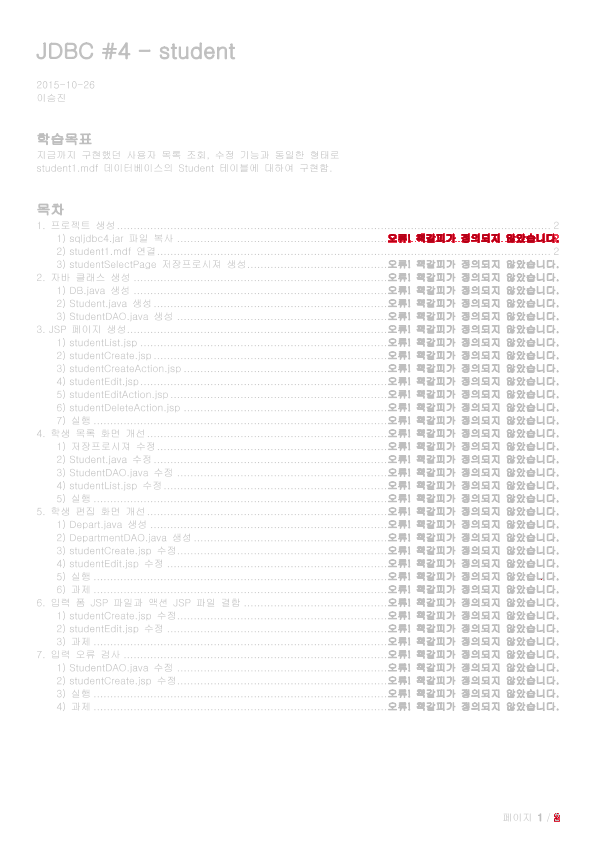 JDBC #4 - student
2015-10-26
이승진
학습목표
지금까지 구현했던 사용자 목록 조회, 수정 기능과 동일한 형태로
student1.mdf 데이터베이스의 Student 테이블에 대하여 구현함.
목차
1. 프로젝트 생성 2
1) sqljdbc4.jar 파일 복사 오류! 책갈피가 정의되지 않았습니다.
2) student1.mdf 연결 2
3) studentSelectPage 저장프로시져 생성 오류! 책갈피가 정의되지 않았습니다.
2. 자바 클래스 생성 오류! 책갈피가 정의되지 않았습니다.
1) DB.java 생성 오류! 책갈피가 정의되지 않았습니다.
2) Student.java 생성 오류! 책갈피가 정의되지 않았습니다.
3) StudentDAO.java 생성 오류! 책갈피가 정의되지 않았습니다.
3. JSP 페이지 생성 오류! 책갈피가 정의되지 않았습니다.
1) studentList.jsp 오류! 책갈피가 정의되지 않았습니다.
2) studentCreate.jsp 오류! 책갈피가 정의되지 않았습니다.
3) studentCreateAction.jsp 오류! 책갈피가 정의되지 않았습니다.
4) studentEdit.jsp 오류! 책갈피가 정의되지 않았습니다.
5) studentEditAction.jsp 오류! 책갈피가 정의되지 않았습니다.
6) studentDeleteAction.jsp 오류! 책갈피가 정의되지 않았습니다.
7) 실행 오류! 책갈피가 정의되지 않았습니다.
4. 학생 목록 화면 개선 오류! 책갈피가 정의되지 않았습니다.
1) 저장프로시져 수정 오류! 책갈피가 정의되지 않았습니다.
2) Student.java 수정 오류! 책갈피가 정의되지 않았습니다.
3) StudentDAO.java 수정 오류! 책갈피가 정의되지 않았습니다.
4) studentList.jsp 수정 오류! 책갈피가 정의되지 않았습니다.
5) 실행 오류! 책갈피가 정의되지 않았습니다.
5. 학생 편집 화면 개선 오류! 책갈피가 정의되지 않았습니다.
1) Depart.java 생성 오류! 책갈피가 정의되지 않았습니다.
2) DepartmentDAO.java 생성 오류! 책갈피가 정의되지 않았습니다.
3) studentCreate.jsp 수정 오류! 책갈피가 정의되지 않았습니다.
4) studentEdit.jsp 수정 오류! 책갈피가 정의되지 않았습니다.
5) 실행 오류! 책갈피가 정의되지 않았습니다.
6) 과제 오류! 책갈피가 정의되지 않았습니다.
6. 입력 폼 JSP 파일과 액션 JSP 파일 결합 오류! 책갈피가 정의되지 않았습니다.
1) studentCreate.jsp 수정 오류! 책갈피가 정의되지 않았습니다.
2) studentEdit.jsp 수정 오류! 책갈피가 정의되지 않았습니다.
3) 과제 오류! 책갈피가 정의되지 않았습니다.
7. 입력 오류 검사 오류! 책갈피가 정의되지 않았습니다.
1) StudentDAO.java 수정 오류! 책갈피가 정의되지 않았습니다.
2) studentCreate.jsp 수정 오류! 책갈피가 정의되지 않았습니다.
3) 실행 오류! 책갈피가 정의되지 않았습니다.
4) 과제 오류! 책갈피가 정의되지 않았습니다.
페이지 1 /